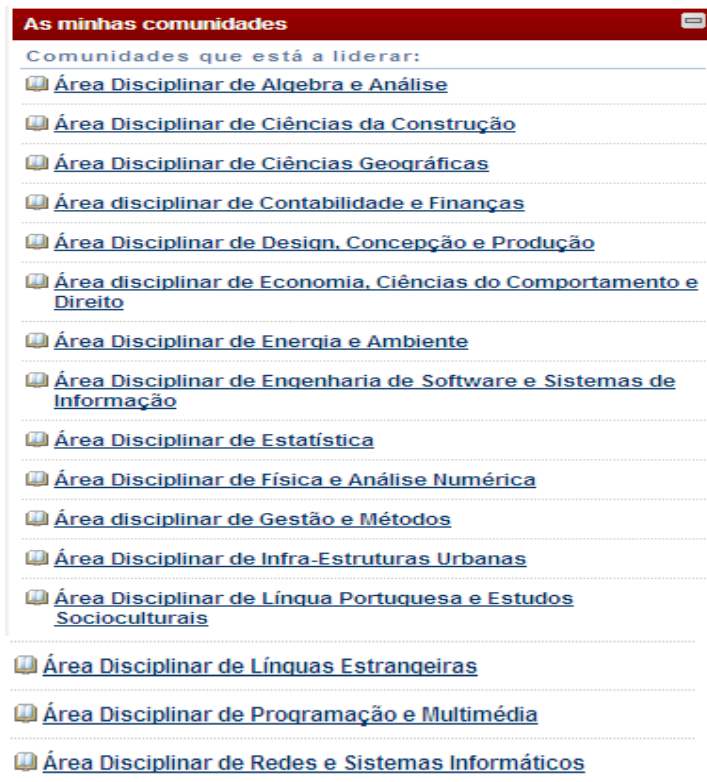 As minhas comunidades
Comunidades que está a liderar:
Área Disciplinar de Algebra e Análise
Área Disciplinar de Ciências da Construção
Área Disciplinar de Ciências Geográficas
Área disciplinar de Contabilidade e Finanças
Área Disciplinar de Design, Concepção e Produção
Área disciplinar de Economia, Ciências do Comportamento e
Direito
Área Disciplinar de Energia e Ambiente
Área Disciplinar de Engenharia de Software e Sistemas de
Informação
Área Disciplinar de Estatística
Área Disciplinar de Física e Análise Numérica
Área disciplinar de Gestão e Métodos
Área Disciplinar de Infra-Estruturas Urbanas
Área Disciplinar de Língua Portuguesa e Estudos
Socioculturais
Área Disciplinar de Línguas Estrangeiras
Área Disciplinar de Programação e Multimédia
Área Disciplinar de Redes e Sistemas Informáticos